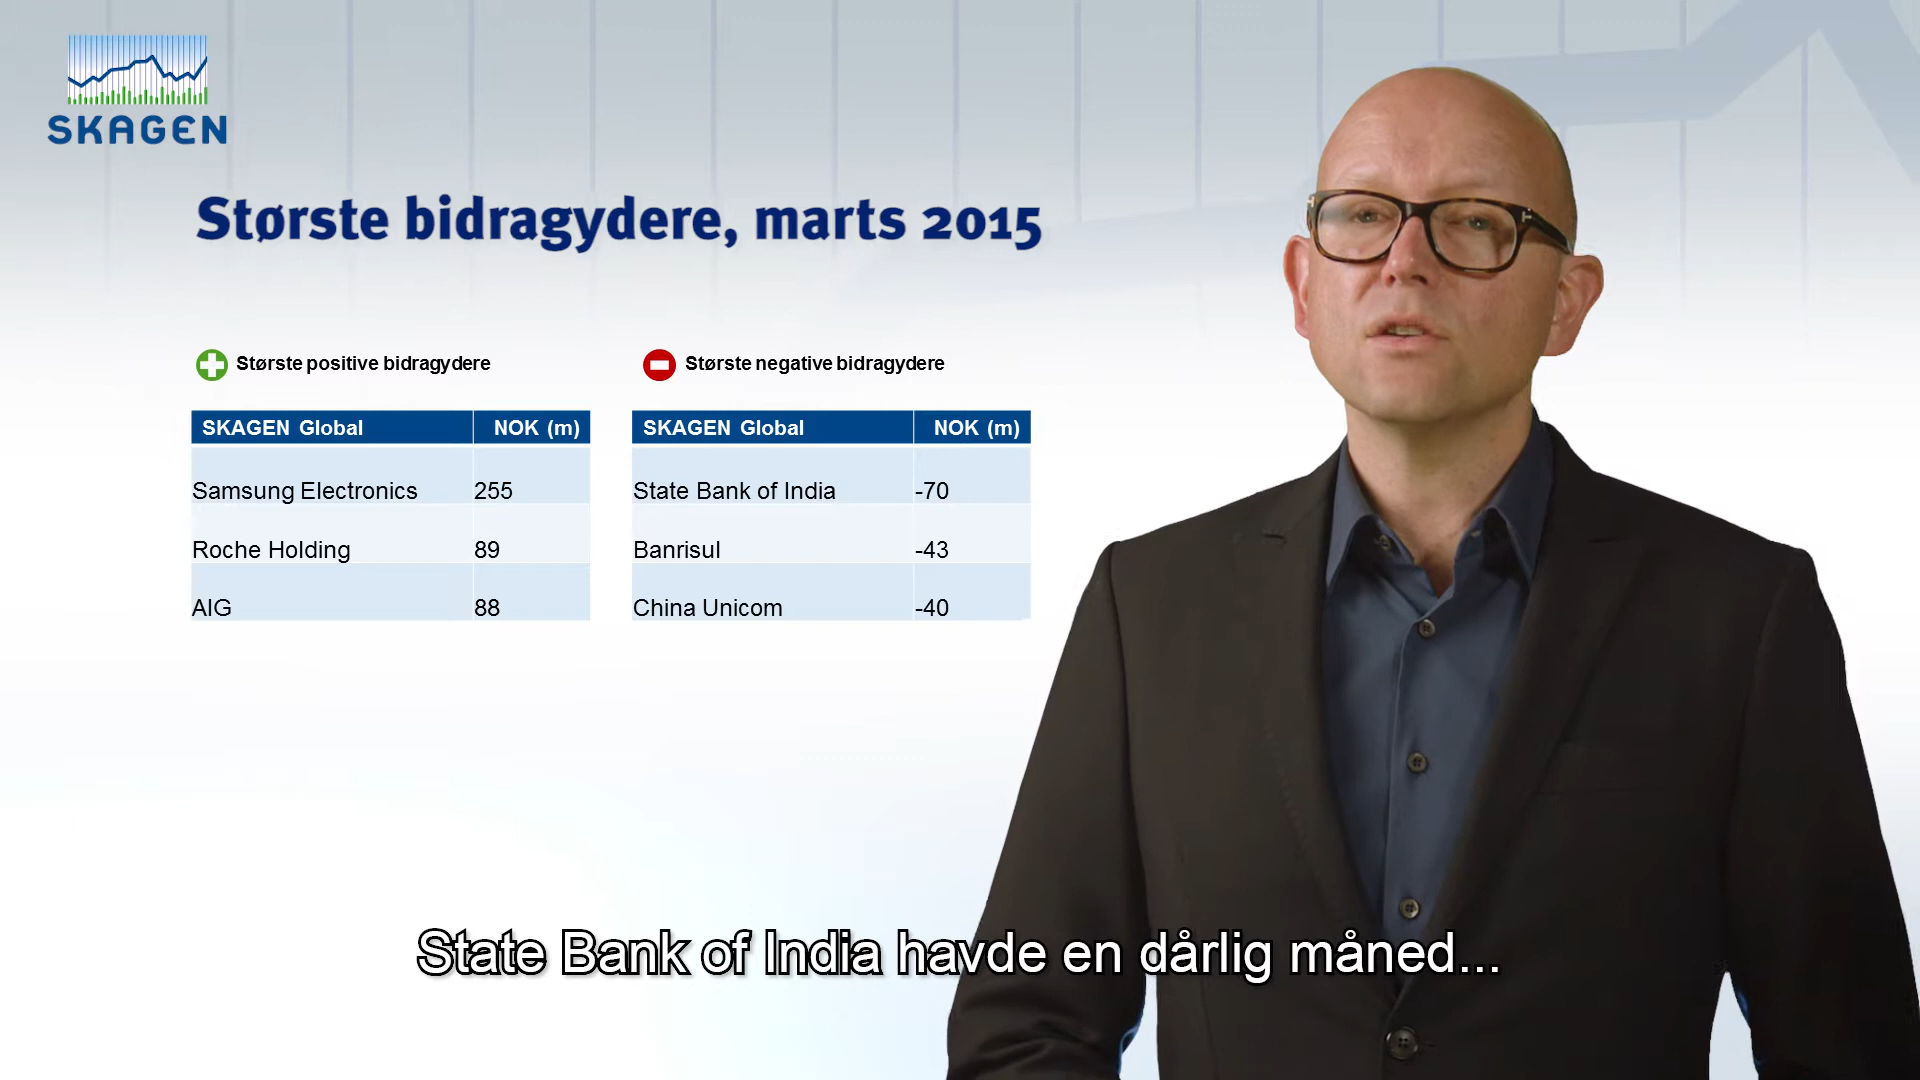 SKAGEN
Største bidragydere, marts 2015
Største positive bidragydere
SKAGEN Global NOK (m)
Samsung Electronics 255
Roche Holding 89
AIG 88
Største negative bidragydere
SKAGEN Global NOK (m)
State Bank of India -70
Banrisul -43
China Unicom -40
State Bank of India havde en dårlig måned...